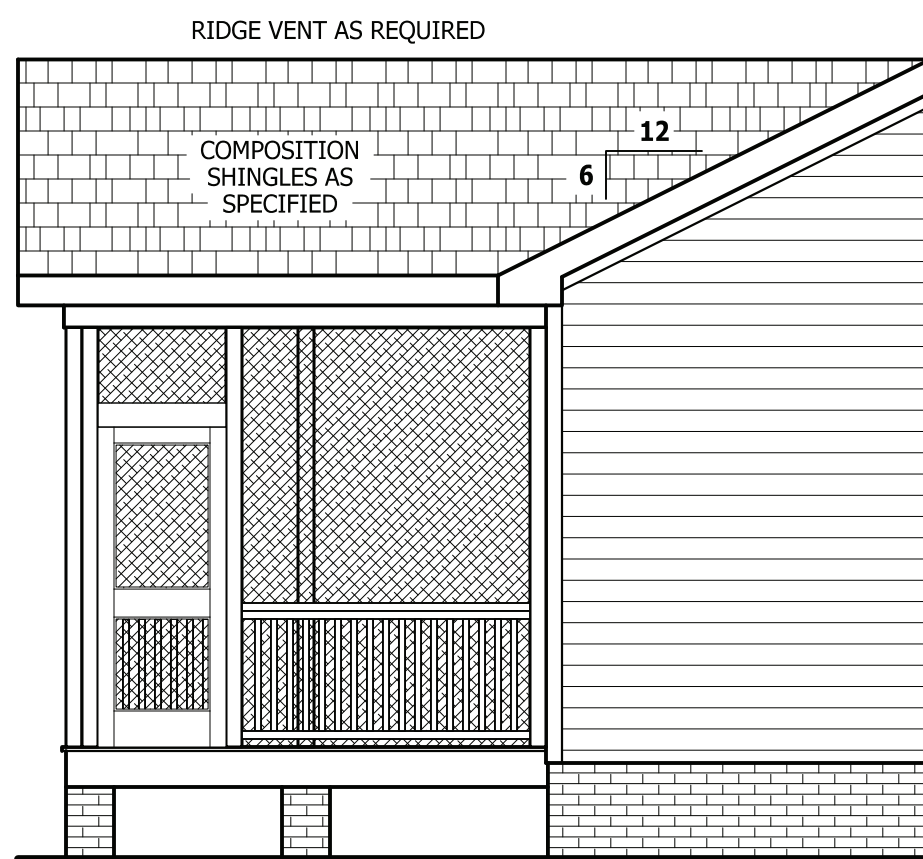 RIDGE VENT AS REQUIRED
COMPOSITION
SHINGLES AS
SPECIFIED
12
6